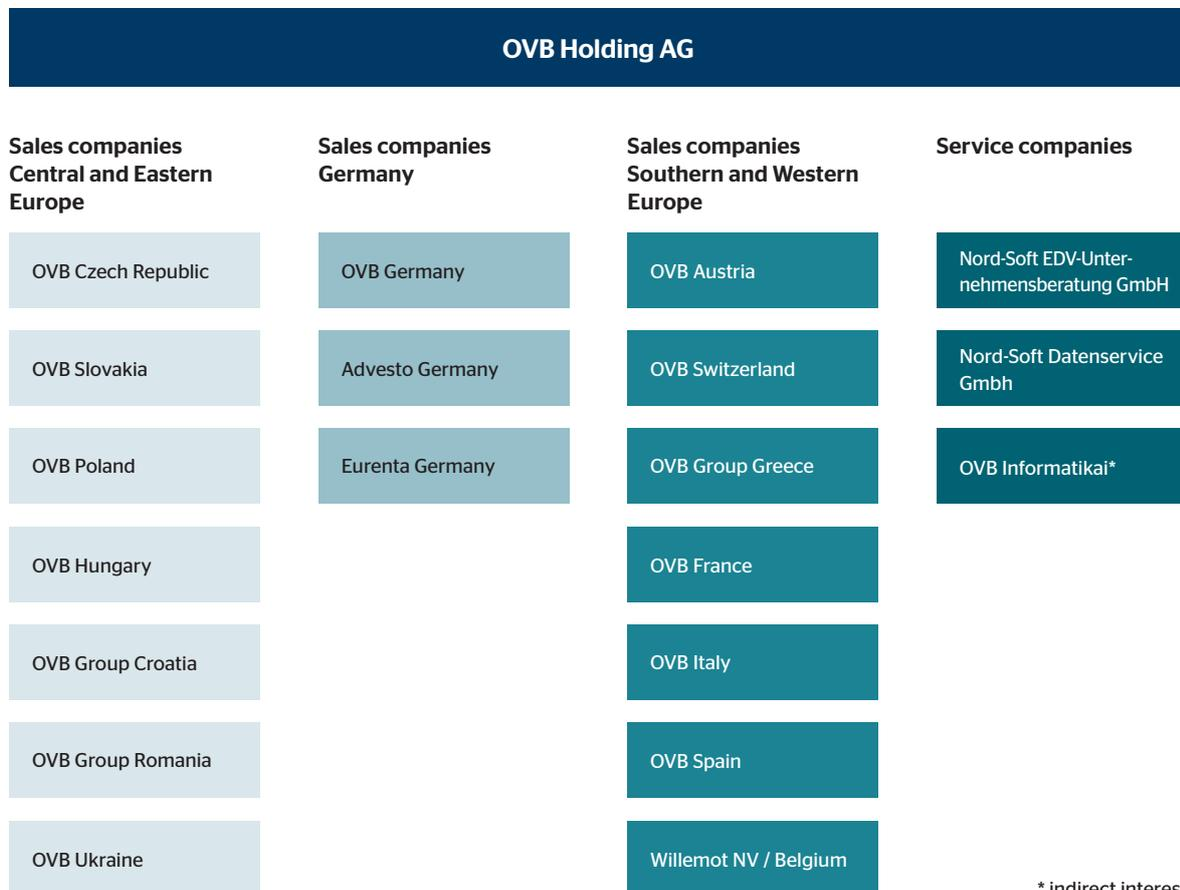 OVB Holding AG
Sales companies
Central and Eastern
Europe
OVB Czech Republic
OVB Slovakia
OVB Poland
OVB Hungary
OVB Group Croatia
OVB Group Romania
OVB Ukraine
Sales companies
Germany
OVB Germany
Advesto Germany
Eurenta Germany
Sales companies
Southern and Western
Europe
OVB Austria
OVB Switzerland
OVB Group Greece
OVB France
OVB Italy
OVB Spain
Willemot NV / Belgium
Service companies
Nord-Soft EDV-Unter-
nehmensberatung GmbH
Nord-Soft Datenservice
Gmbh
OVB Informatikai*
* indirect